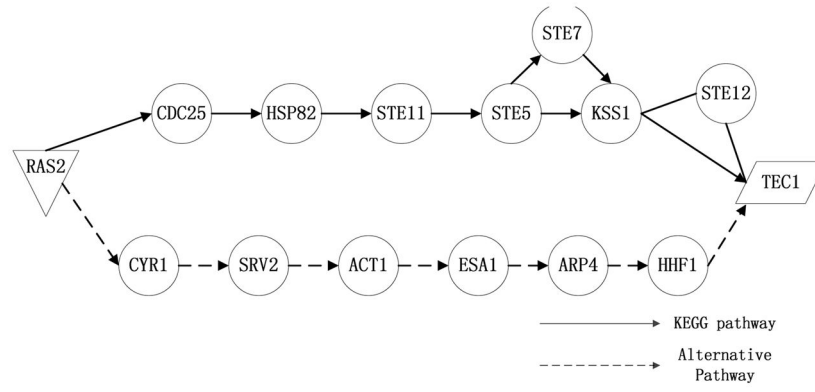 STE7
CDC25
HSP82
STE11
STE5
KSS1
STE12
RAS2
TEC1
CYR1
SRV2
ACT1
ESA1
ARP4
HHF1
KEGG pathway
Alternative
Pathway